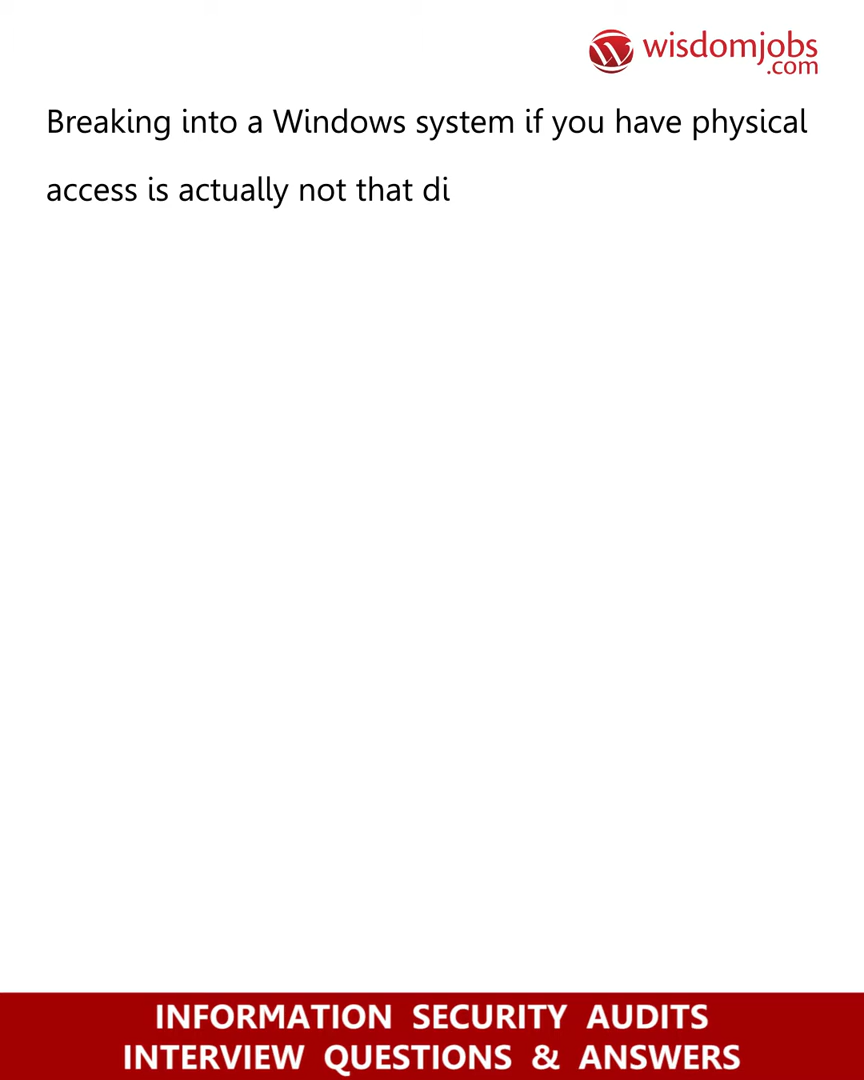 wisdomjobs
.com
Breaking into a Windows system if you have physical
access is actually not that di
INFORMATION SECURITY AUDITS
INTERVIEW QUESTIONS & ANSWERS